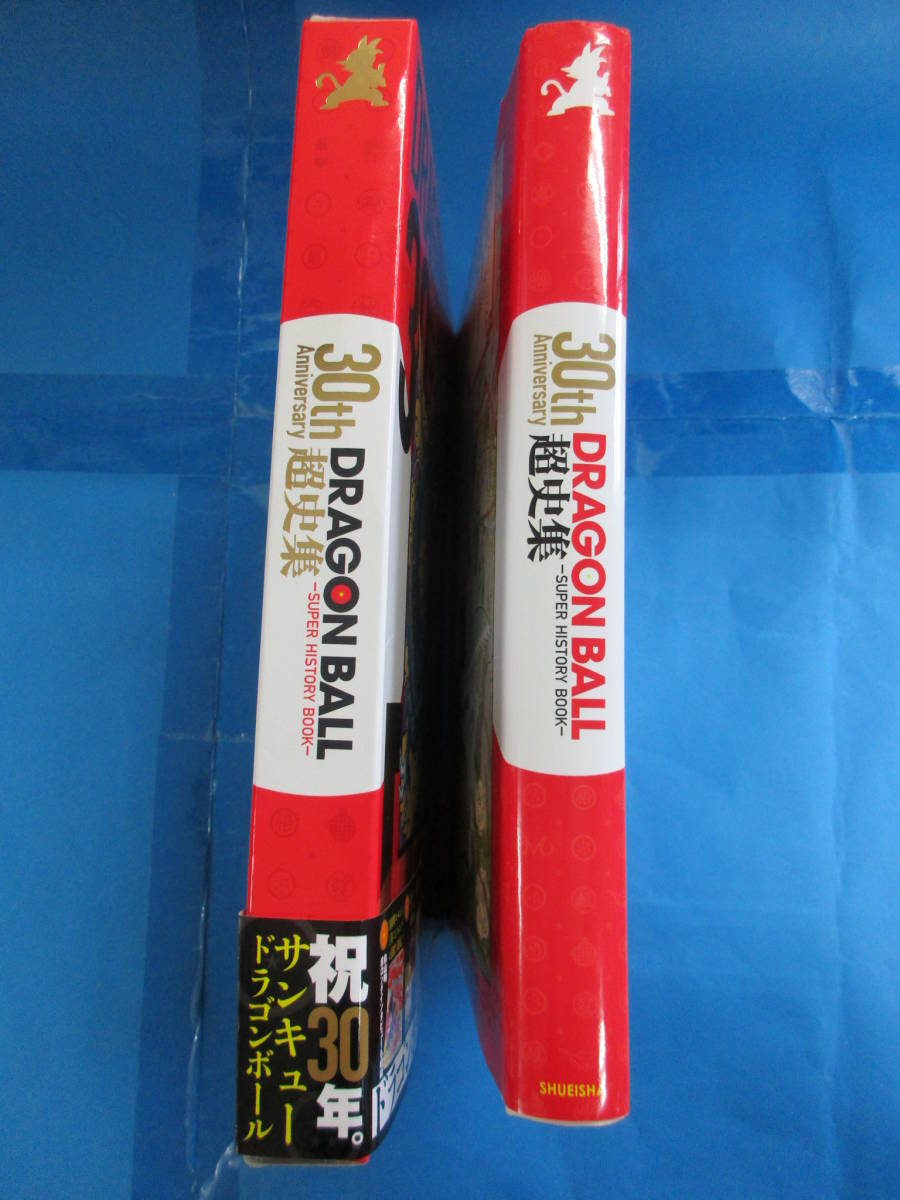 30th
Anniversary
DRAGON BALL
超史集
-SUPER HISTORY BOOK-
祝30年。
サンキュー
ドラゴンボール
30th
Anniversary
DRAGON BALL
超史集
-SUPER HISTORY BOOK-
SHUEISHA